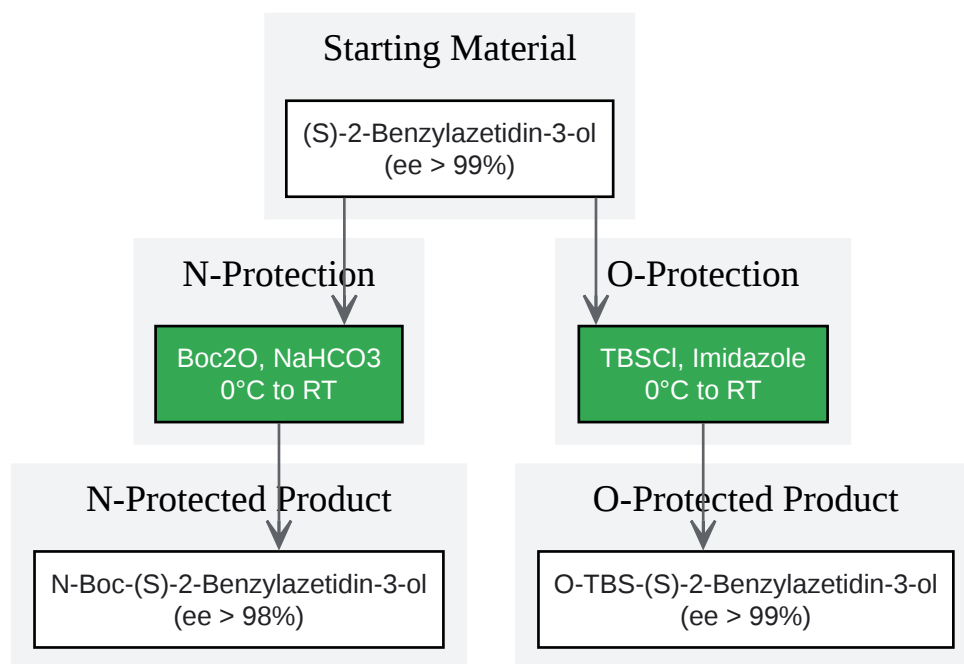 Starting Material
(S)-2-Benzylazetidin-3-ol
(ee > 99%)
N-Protection
O-Protection
Boc2O, NaHCO3
0°C to RT
TBSCl, Imidazole
0°C to RT
N-Protected Product
O-Protected Product
N-Boc-(S)-2-Benzylazetidin-3-ol
(ee > 98%)
O-TBS-(S)-2-Benzylazetidin-3-ol
(ee > 99%)